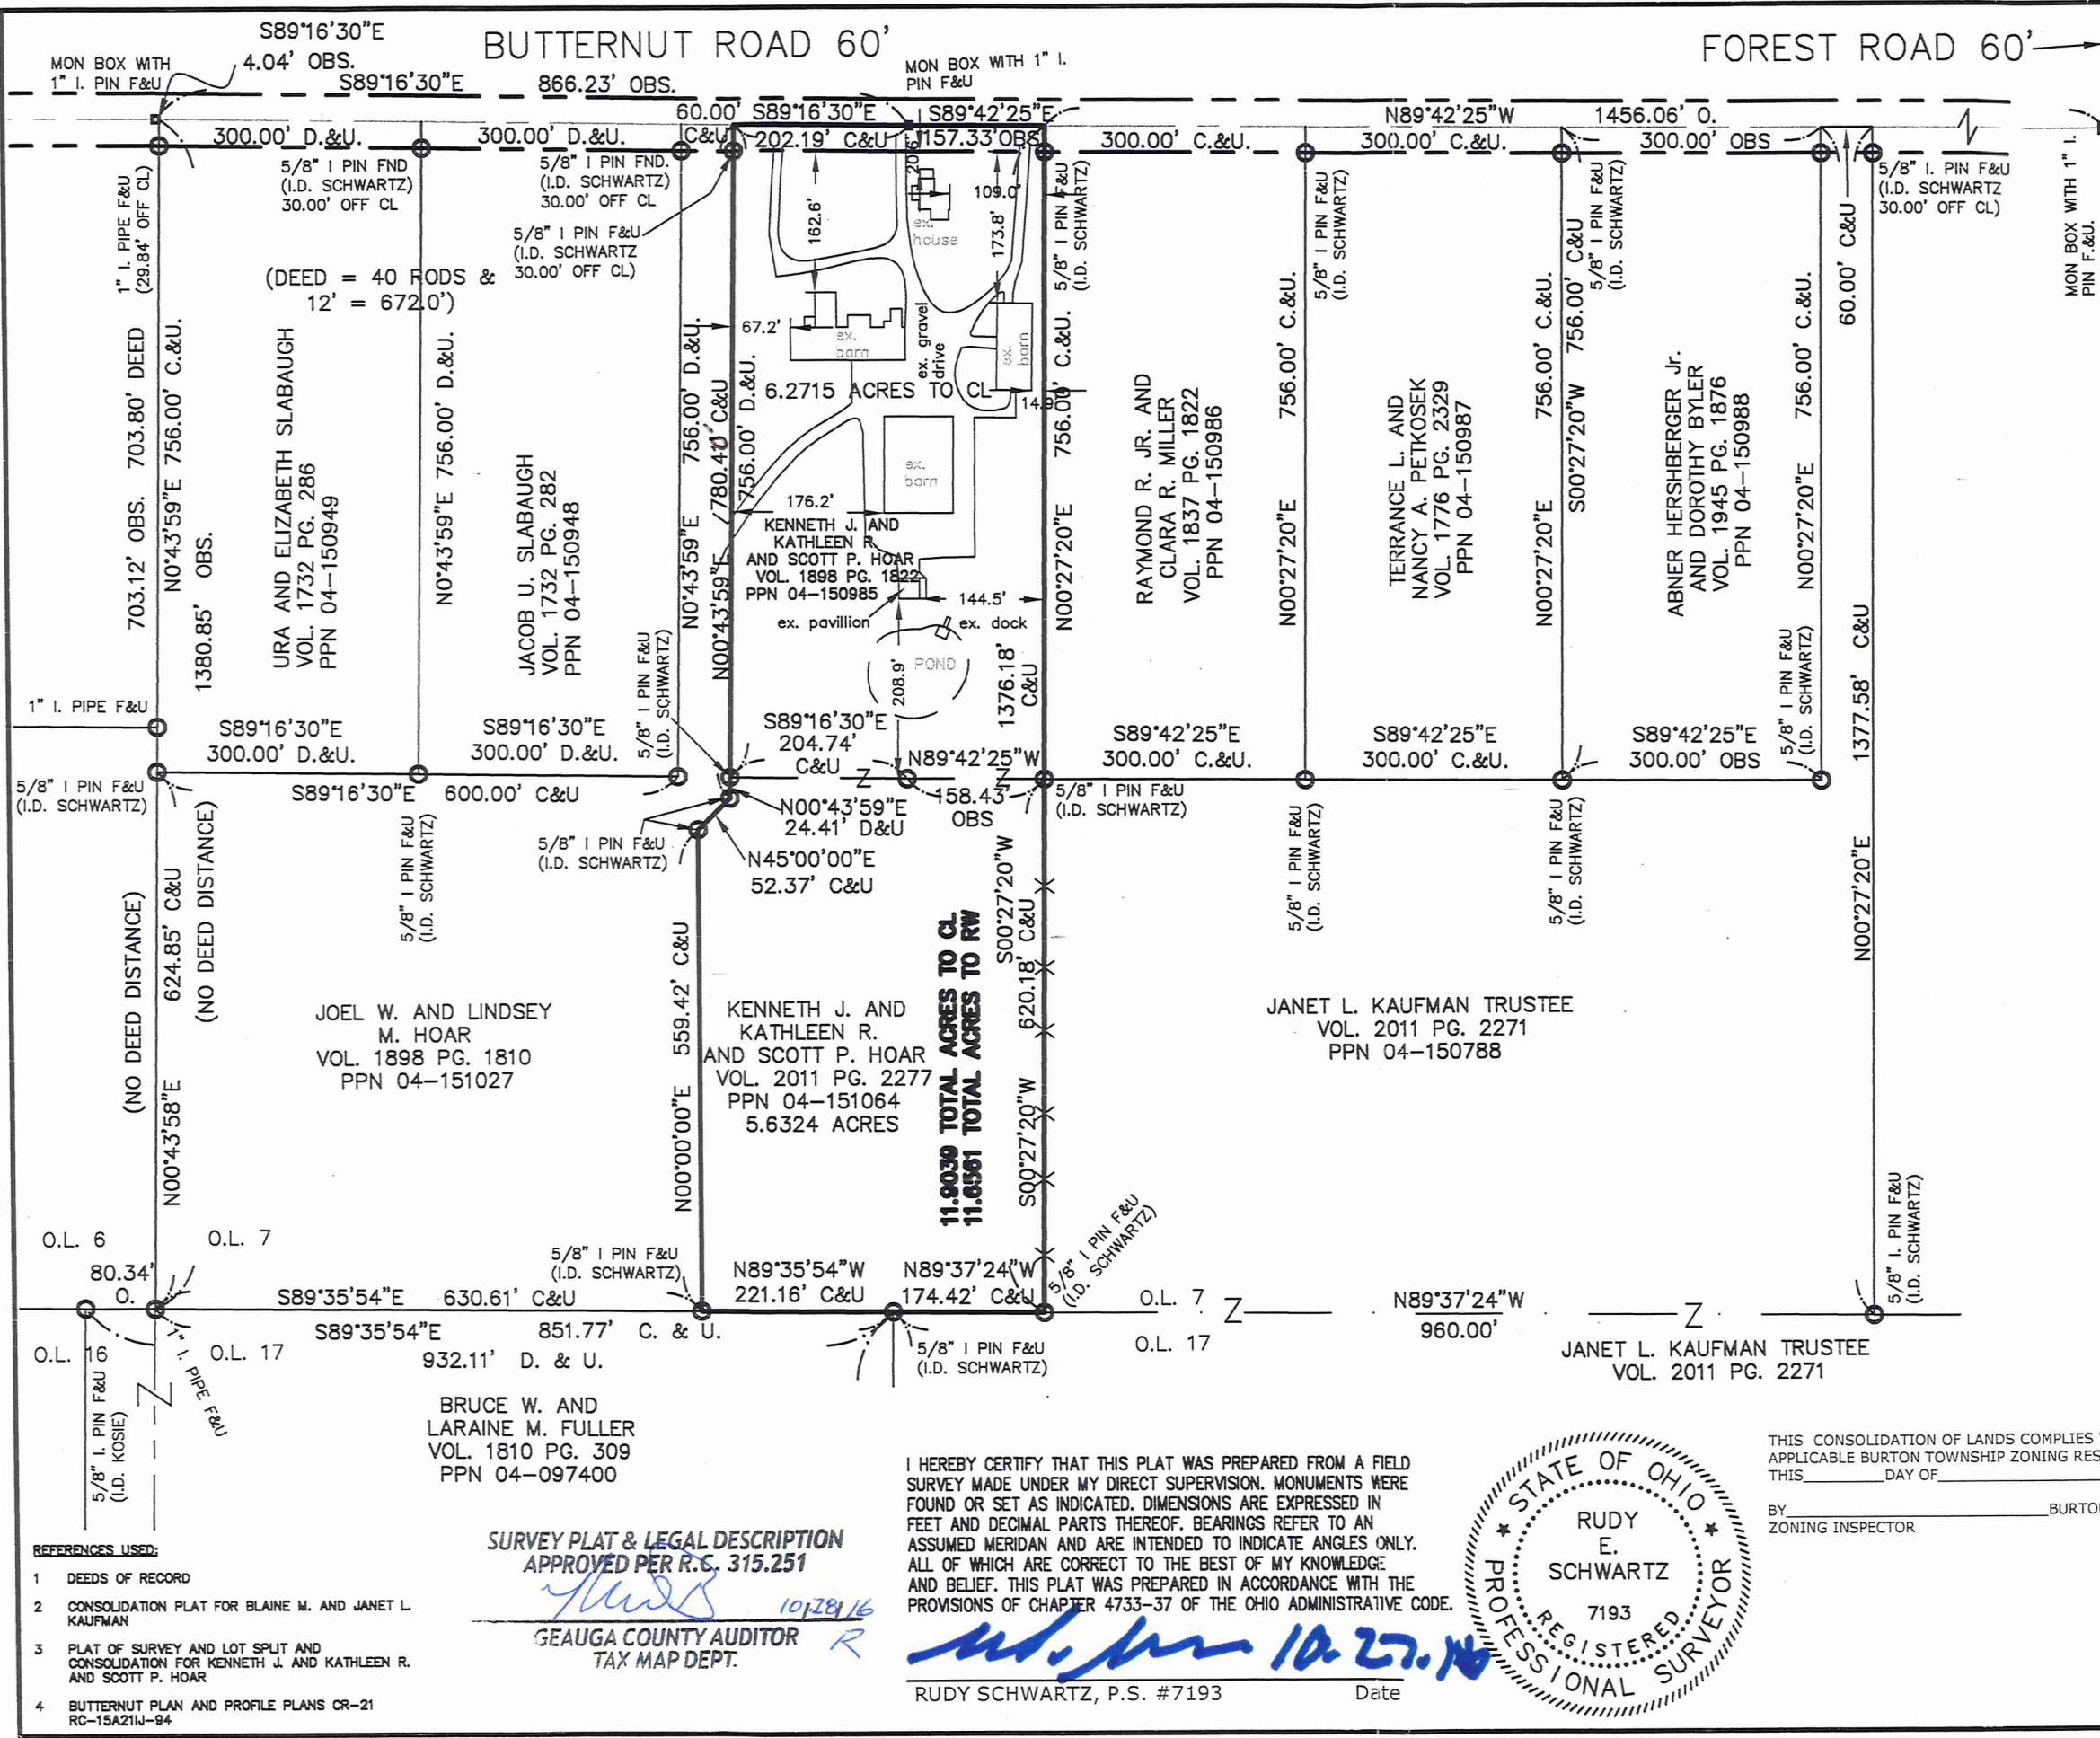 S89°16'30"E
4.04' OBS.
BUTTERNUT ROAD 60'
FOREST ROAD 60'
MON BOX WITH
1" I. PIN F&U
MON BOX WITH 1" I.
PIN F&U
S89°16'30"E 866.23' OBS.
60.00' S89°16'30"E S89°42'25"E
N89°42'25"W 1456.06' O.
300.00' D.&U. 300.00' D.&U. C&U 202.19' C&U 157.33' OBS 300.00' C.&U. 300.00' C.&U. 300.00' OBS
5/8" I PIN FND
(I.D. SCHWARTZ)
30.00' OFF CL
5/8" I PIN FND.
(I.D. SCHWARTZ)
30.00' OFF CL
5/8" I PIN F&U
(I.D. SCHWARTZ
30.00' OFF CL)
5/8" I. PIN F&U
(I.D. SCHWARTZ
30.00' OFF CL)
MON BOX WITH 1" I.
PIN F.&U.
1" I. PIPE F&U
(29.84' OFF CL)
(DEED = 40 RODS &
12' = 672.0')
162.6'
109.0'
173.8'
ex.
house
5/8" I PIN F&U
(I.D. SCHWARTZ)
5/8" I PIN F&U
(I.D. SCHWARTZ)
5/8" I PIN F&U
(I.D. SCHWARTZ)
60.00' C&U
67.2'
ex.
barn
ex. gravel
drive
ex.
barn
14.9'
6.2715 ACRES TO CL
703.12' OBS. 703.80' DEED
N0°43'59"E 756.00' C.&U.
1380.85' OBS.
URA AND ELIZABETH SLABAUGH
VOL. 1732 PG. 286
PPN 04-150949
N0°43'59"E 756.00' D.&U.
JACOB U. SLABAUGH
VOL. 1732 PG. 282
PPN 04-150948
N0°43'59"E 756.00' D.&U.
N00°43'59"E 780.41' C&U
756.00' D.&U.
ex.
barn
176.2'
KENNETH J. AND
KATHLEEN R
AND SCOTT P. HOAR
VOL. 1898 PG. 1822
PPN 04-150985
144.5'
ex. pavillion
ex. dock
POND
208.9'
N00°27'20"E 756.00' C.&U.
1376.18'
C&U
RAYMOND R. JR. AND
CLARA R. MILLER
VOL. 1837 PG. 1822
PPN 04-150986
N00°27'20"E 756.00' C.&U.
TERRANCE L. AND
NANCY A. PETKOSEK
VOL. 1776 PG. 2329
PPN 04-150987
N00°27'20"E 756.00' C.&U.
S00°27'20"W 756.00' C&U
ABNER HERSHBERGER Jr.
AND DOROTHY BYLER
VOL. 1945 PG. 1876
PPN 04-150988
N00°27'20"E 756.00' C.&U.
5/8" I PIN F&U
(I.D. SCHWARTZ)
N00°27'20"E 1377.58' C&U
1" I. PIPE F&U
5/8" I PIN F&U
(I.D. SCHWARTZ)
S89°16'30"E
300.00' D.&U.
S89°16'30"E
300.00' D.&U.
S89°16'30"E
204.74'
C&U
N89°42'25"W
158.43'
OBS
S89°42'25"E
300.00' C.&U.
S89°42'25"E
300.00' C.&U.
S89°42'25"E
300.00' OBS
5/8" I PIN F&U
(I.D. SCHWARTZ)
S89°16'30"E 600.00' C&U
N00°43'59"E
24.41' D&U
5/8" I PIN F&U
(I.D. SCHWARTZ)
5/8" I PIN F&U
(I.D. SCHWARTZ)
N45°00'00"E
52.37' C&U
5/8" I PIN F&U
(I.D. SCHWARTZ)
5/8" I PIN F&U
(I.D. SCHWARTZ)
5/8" I PIN F&U
(I.D. SCHWARTZ)
(NO DEED DISTANCE)
N00°43'58"E 624.85' C&U
(NO DEED DISTANCE)
JOEL W. AND LINDSEY
M. HOAR
VOL. 1898 PG. 1810
PPN 04-151027
N00°00'00"E 559.42' C&U
KENNETH J. AND
KATHLEEN R.
AND SCOTT P. HOAR
VOL. 2011 PG. 2277
PPN 04-151064
5.6324 ACRES
11.9039 TOTAL ACRES TO CL
11.6561 TOTAL ACRES TO RW
S00°27'20"W
S00°27'20"W 620.18' C&U
JANET L. KAUFMAN TRUSTEE
VOL. 2011 PG. 2271
PPN 04-150788
O.L. 6 O.L. 7
80.34'
O.
5/8" I PIN F&U
(I.D. SCHWARTZ)
N89°35'54"W
221.16' C&U
N89°37'24"W
174.42' C&U
5/8" I PIN F&U
(I.D. SCHWARTZ)
5/8" I. PIN F&U
(I.D. SCHWARTZ)
S89°35'54"E 630.61' C&U
S89°35'54"E 851.77' C. & U.
932.11' D. & U.
O.L. 7
O.L. 17
N89°37'24"W
960.00'
O.L. 16 O.L. 17
1" I. PIPE F&U
5/8" I. PIN F&U
(I.D. KOSIE)
5/8" I PIN F&U
(I.D. SCHWARTZ)
JANET L. KAUFMAN TRUSTEE
VOL. 2011 PG. 2271
BRUCE W. AND
LARAINE M. FULLER
VOL. 1810 PG. 309
PPN 04-097400
REFERENCES USED:
1 DEEDS OF RECORD
2 CONSOLIDATION PLAT FOR BLAINE M. AND JANET L.
KAUFMAN
3 PLAT OF SURVEY AND LOT SPLIT AND
CONSOLIDATION FOR KENNETH J. AND KATHLEEN R.
AND SCOTT P. HOAR
4 BUTTERNUT PLAN AND PROFILE PLANS CR-21
RC-15A21IJ-94
SURVEY PLAT & LEGAL DESCRIPTION
APPROVED PER R.C. 315.251
10/28/16
GEAUGA COUNTY AUDITOR R
TAX MAP DEPT.
I HEREBY CERTIFY THAT THIS PLAT WAS PREPARED FROM A FIELD
SURVEY MADE UNDER MY DIRECT SUPERVISION. MONUMENTS WERE
FOUND OR SET AS INDICATED. DIMENSIONS ARE EXPRESSED IN
FEET AND DECIMAL PARTS THEREOF. BEARINGS REFER TO AN
ASSUMED MERIDAN AND ARE INTENDED TO INDICATE ANGLES ONLY.
ALL OF WHICH ARE CORRECT TO THE BEST OF MY KNOWLEDGE
AND BELIEF. THIS PLAT WAS PREPARED IN ACCORDANCE WITH THE
PROVISIONS OF CHAPTER 4733-37 OF THE OHIO ADMINISTRATIVE CODE.
10.27.16
RUDY SCHWARTZ, P.S. #7193 Date
STATE OF OHIO
RUDY
E.
SCHWARTZ
7193
REGISTERED
PROFESSIONAL SURVEYOR
THIS CONSOLIDATION OF LANDS COMPLIES
APPLICABLE BURTON TOWNSHIP ZONING RES
THIS________DAY OF
BY________BURTO
ZONING INSPECTOR